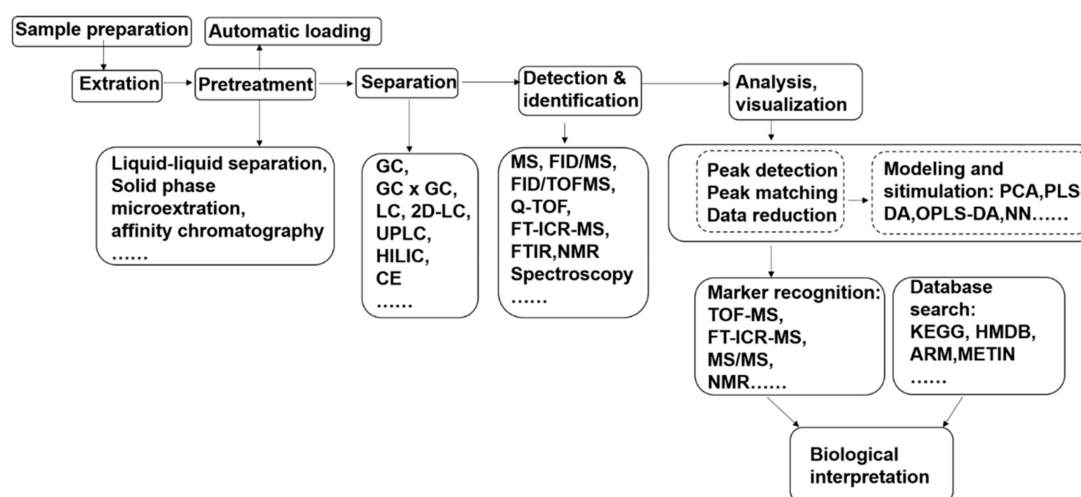 Sample preparation
Automatic loading
Extration
Pretreatment
Separation
Detection &
identification
Analysis,
visualization
Liquid-liquid separation,
Solid phase
microextration,
affinity chromatography
......
GC,
GC x GC,
LC, 2D-LC,
UPLC,
HILIC,
CE
......
MS, FID/MS,
FID/TOFMS,
Q-TOF,
FT-ICR-MS,
FTIR,NMR
Spectroscopy
......
Peak detection
Peak matching
Data reduction
Modeling and
sitimulation: PCA,PLS-
DA,OPLS-DA,NN......
Marker recognition:
TOF-MS,
FT-ICR-MS,
MS/MS,
NMR......
Database
search:
KEGG, HMDB,
ARM,METIN
......
Biological
interpretation